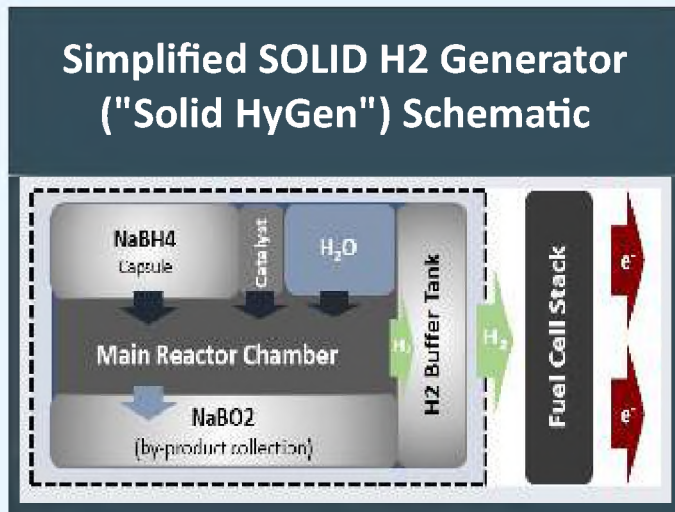 Simplified SOLID H2 Generator
("Solid HyGen") Schematic
NaBH4
Capsule
Catalyst
H₂O
Main Reactor Chamber
H₂
H2 Buffer Tank
H₂
Fuel Cell Stack
e⁻
e⁻
NaBO2
(by-product collection)